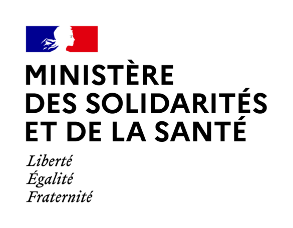 MINISTÈRE
DES SOLIDARITÉS
ET DE LA SANTÉ
Liberté
Égalité
Fraternité